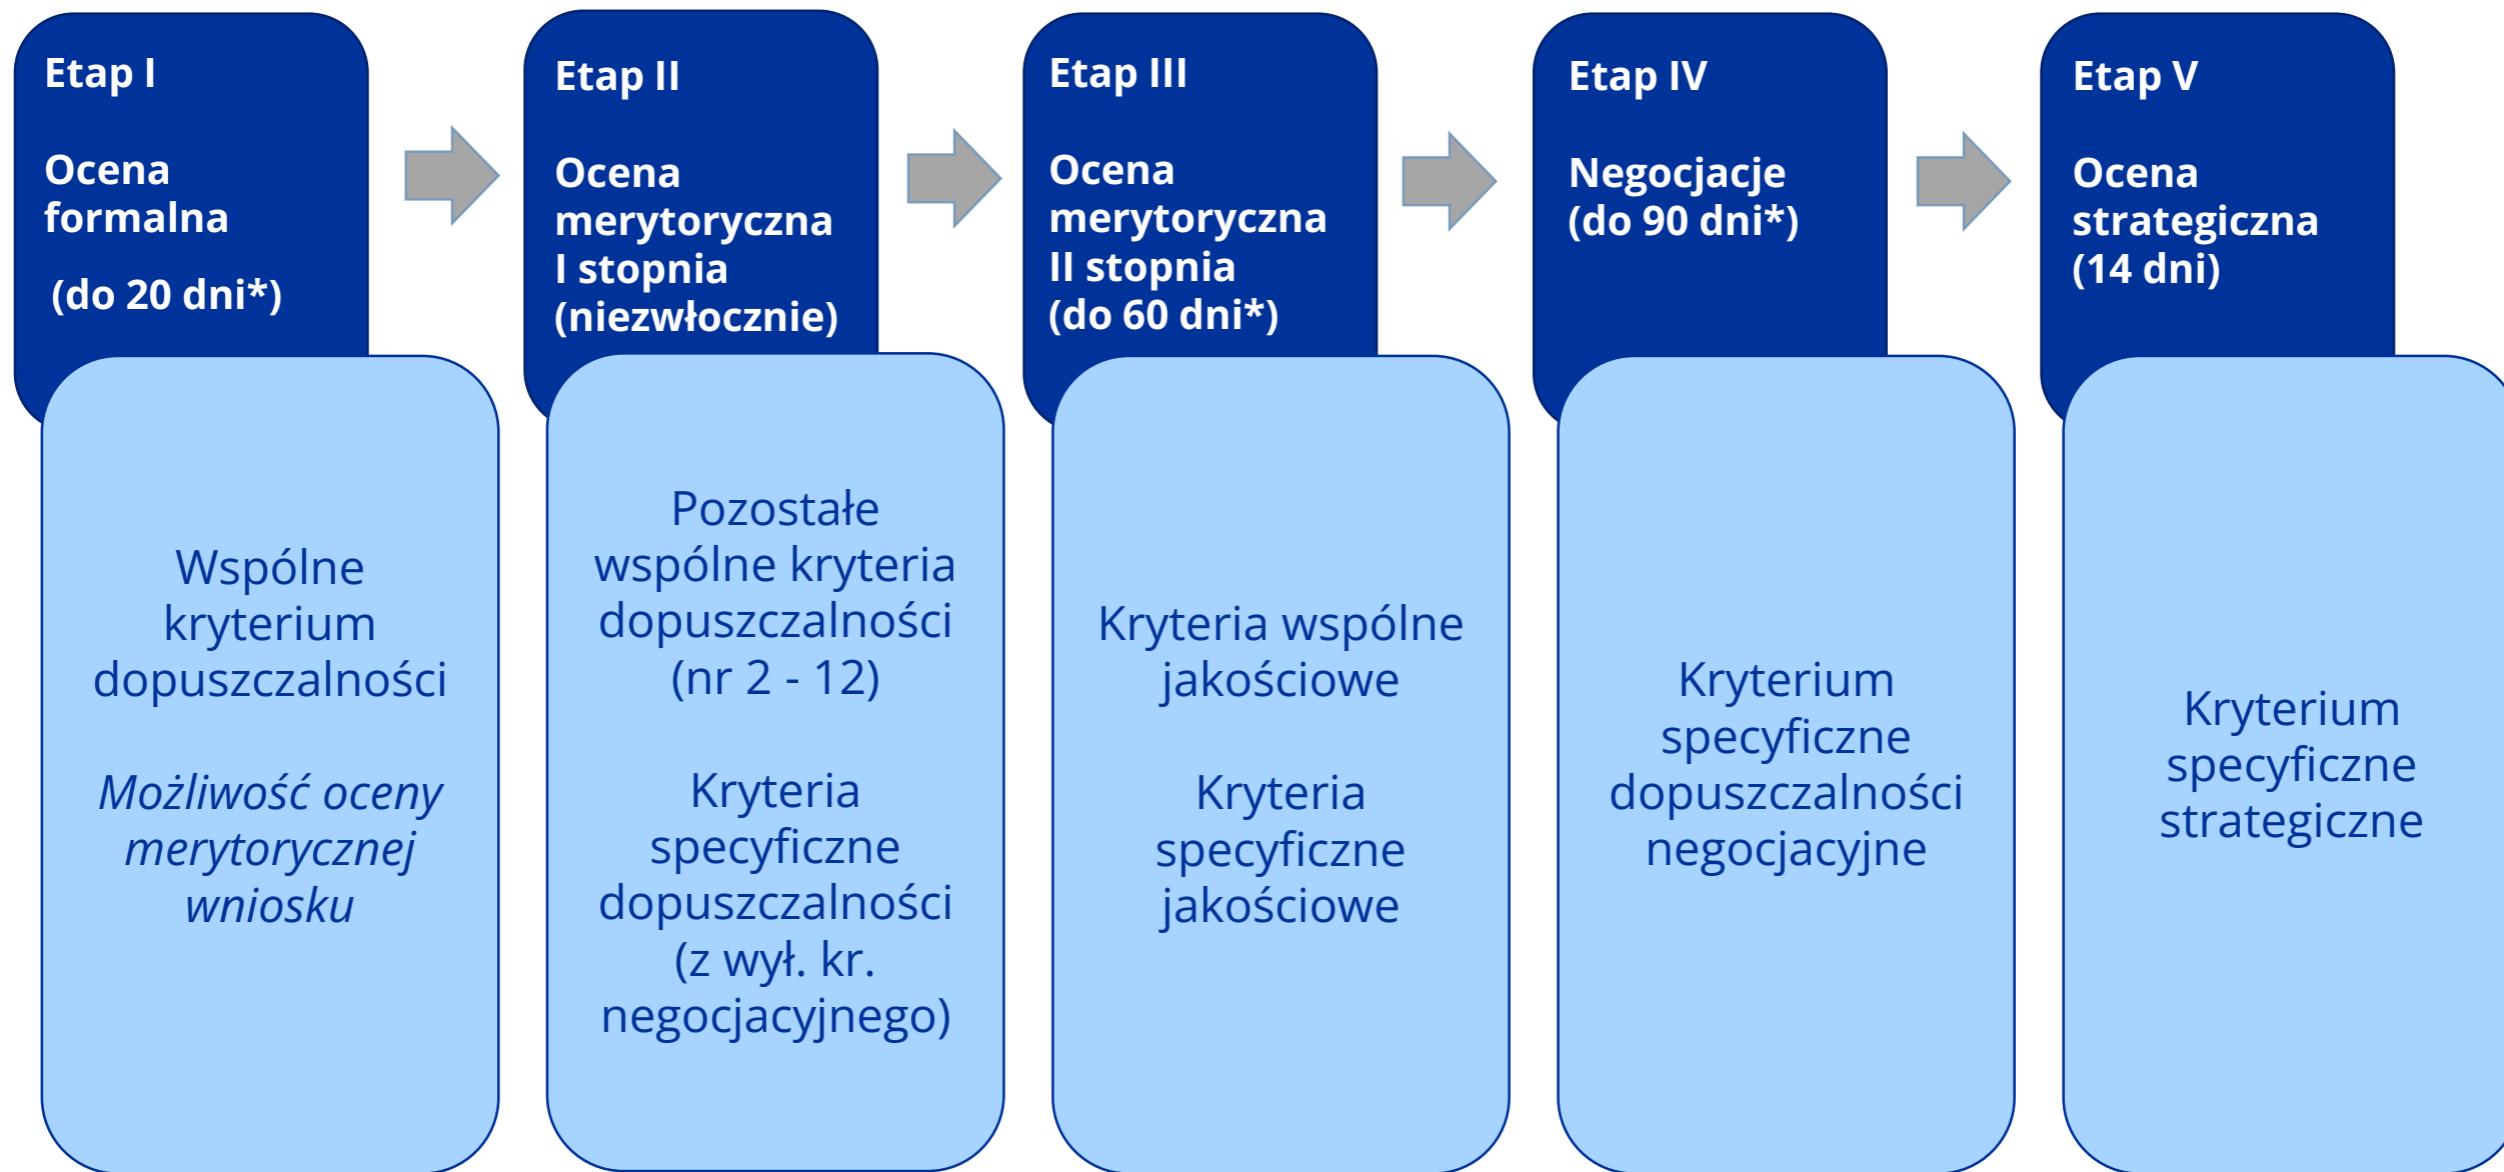 Etap I
Ocena
formalna
(do 20 dni*)
Wspólne
kryterium
dopuszczalności
Możliwość oceny
merytorycznej
wniosku
Etap II
Ocena
merytoryczna
I stopnia
(niezwłocznie)
Pozostałe
wspólne kryteria
dopuszczalności
(nr 2 - 12)
Kryteria
specyficzne
dopuszczalności
(z wył. kr.
negocjacyjnego)
Etap III
Ocena
merytoryczna
II stopnia
(do 60 dni*)
Kryteria wspólne
jakościowe
Kryteria
specyficzne
jakościowe
Etap IV
Negocjacje
(do 90 dni*)
Kryterium
specyficzne
dopuszczalności
negocjacyjne
Etap V
Ocena
strategiczna
(14 dni)
Kryterium
specyficzne
strategiczne